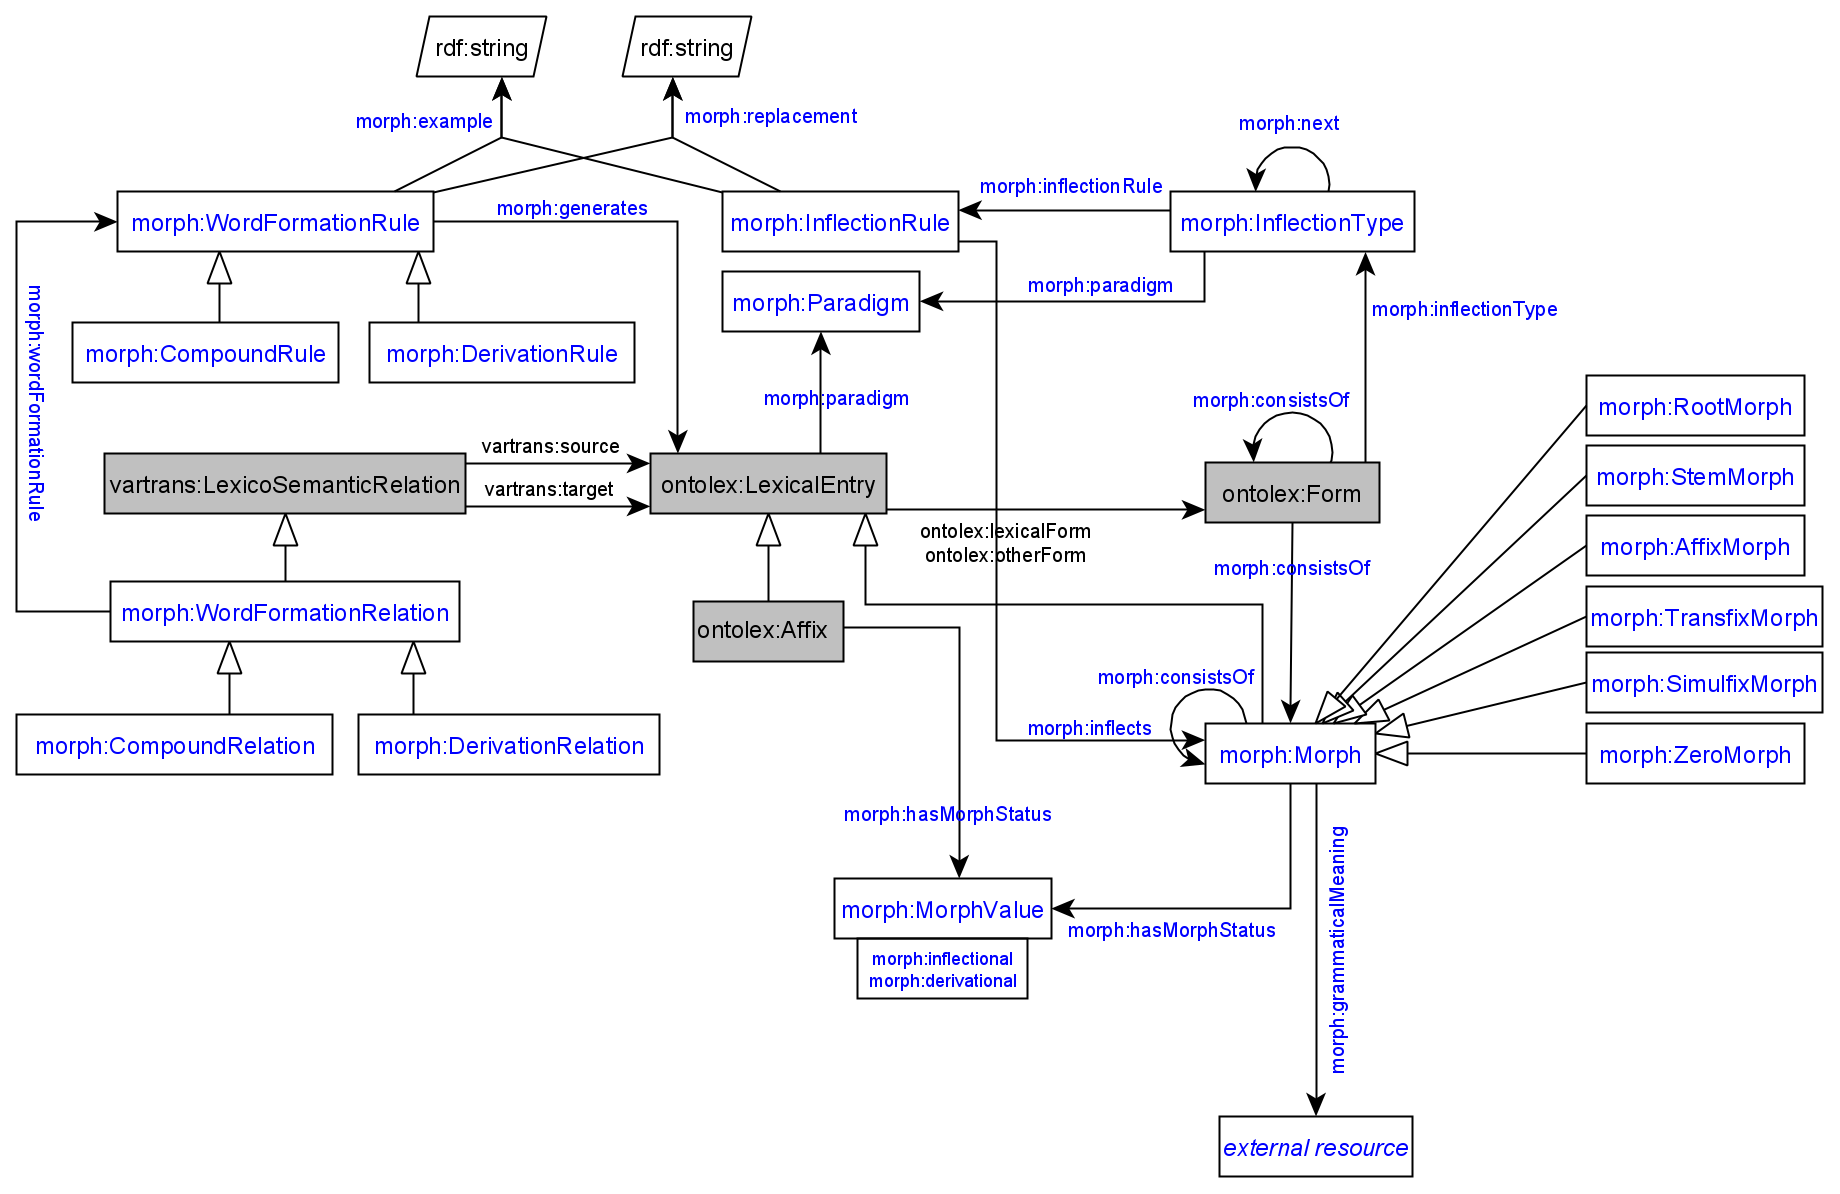 rdf:string
rdf:string
morph:example
morph:replacement
morph:next
morph:inflectionRule
morph:generates
morph:WordFormationRule
morph:InflectionRule
morph:InflectionType
morph:paradigm
morph:Paradigm
morph:inflectionType
morph:wordFormationRule
morph:CompoundRule
morph:DerivationRule
morph:paradigm
morph:consistsOf
morph:RootMorph
vartrans:source
morph:StemMorph
vartrans:LexicoSemanticRelation
vartrans:target
ontolex:LexicalEntry
ontolex:Form
ontolex:lexicalForm
ontolex:otherForm
morph:AffixMorph
morph:consistsOf
morph:WordFormationRelation
ontolex:Affix
morph:TransfixMorph
morph:consistsOf
morph:SimulfixMorph
morph:inflects
morph:CompoundRelation
morph:DerivationRelation
morph:Morph
morph:ZeroMorph
morph:hasMorphStatus
morph:MorphValue
morph:hasMorphStatus
morph:grammaticalMeaning
morph:inflectional
morph:derivational
external resource